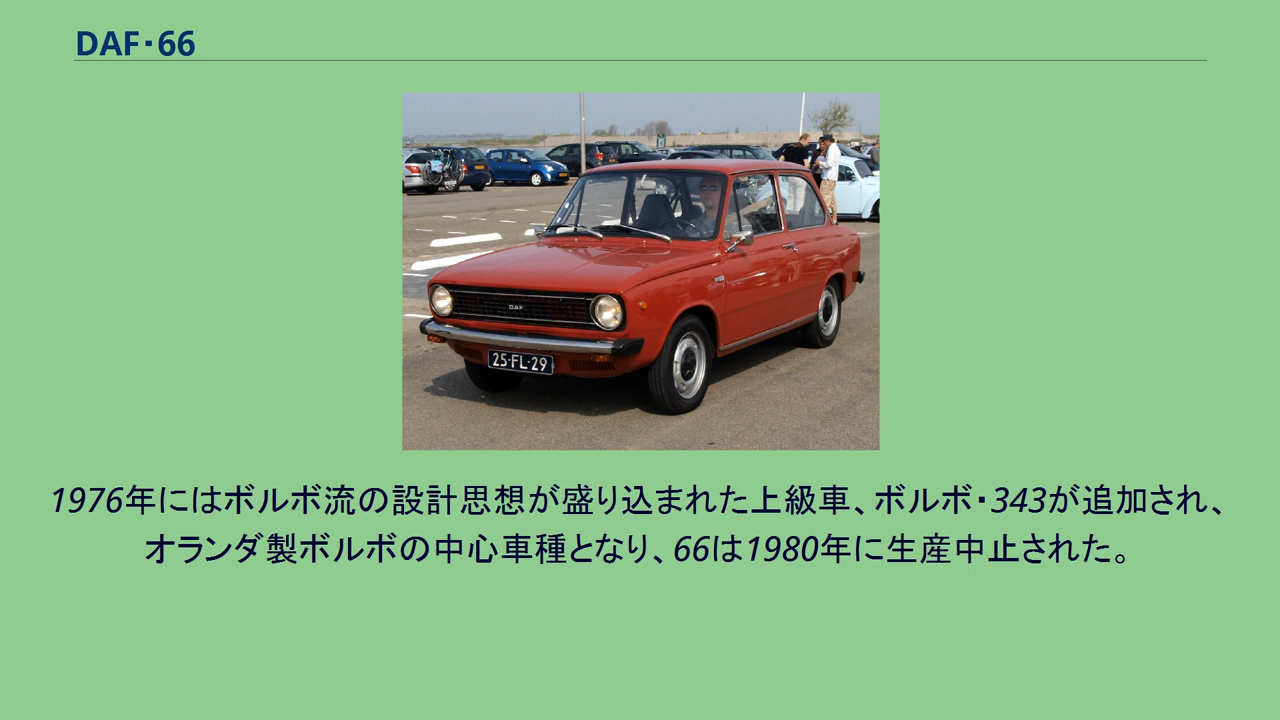 DAF・66
DAF
25-FL-29
1976年にはボルボ流の設計思想が盛り込まれた上級車、ボルボ・343が追加され、
オランダ製ボルボの中心車種となり、66は1980年に生産中止された。